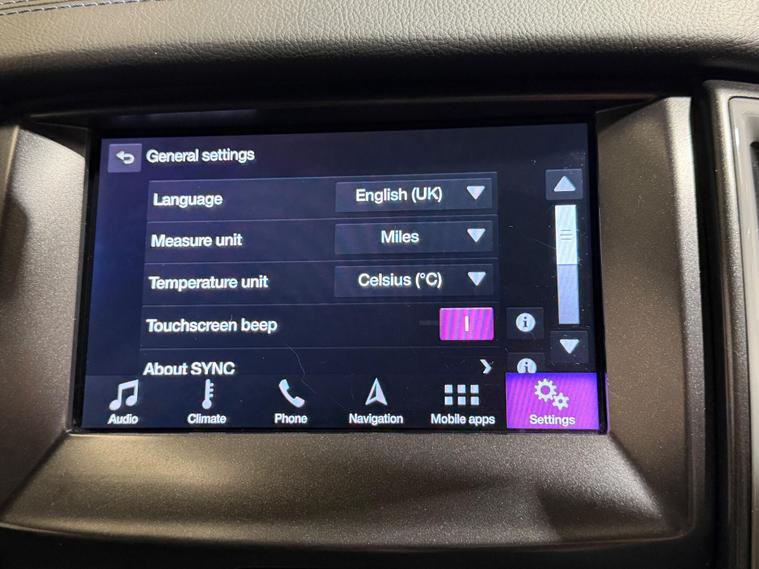 General settings
Language English (UK)
Measure unit Miles
Temperature unit Celsius (°C)
Touchscreen beep I
About SYNC
Audio Climate Phone Navigation Mobile apps Settings